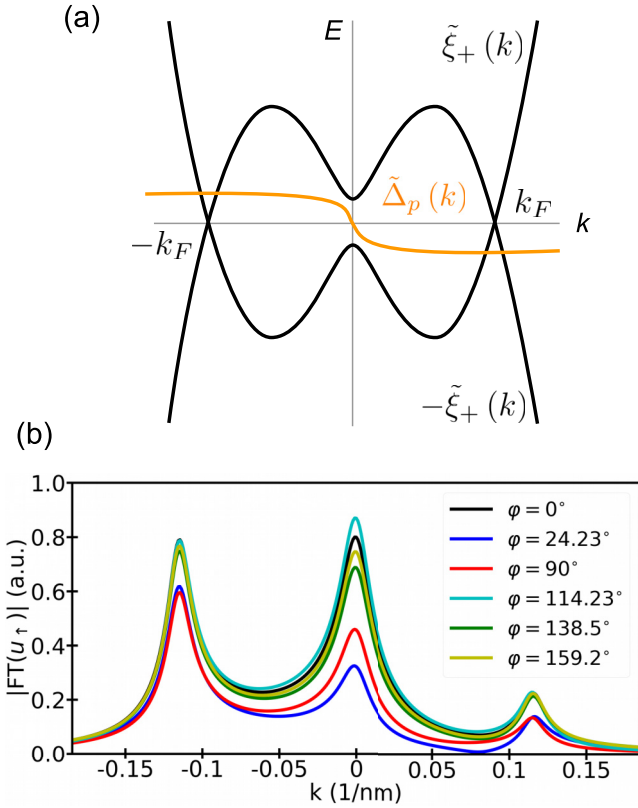 (a)
E
ξ̃₊(k)
Δ̃ₚ(k)
k_F
k
−k_F
−ξ̃₊(k)
(b)
|FT(u↑)| (a.u.)
1.0
0.8
0.6
0.4
0.2
0.0
φ = 0°
φ = 24.23°
φ = 90°
φ = 114.23°
φ = 138.5°
φ = 159.2°
-0.15 -0.1 -0.05 0 0.05 0.1 0.15
k (1/nm)